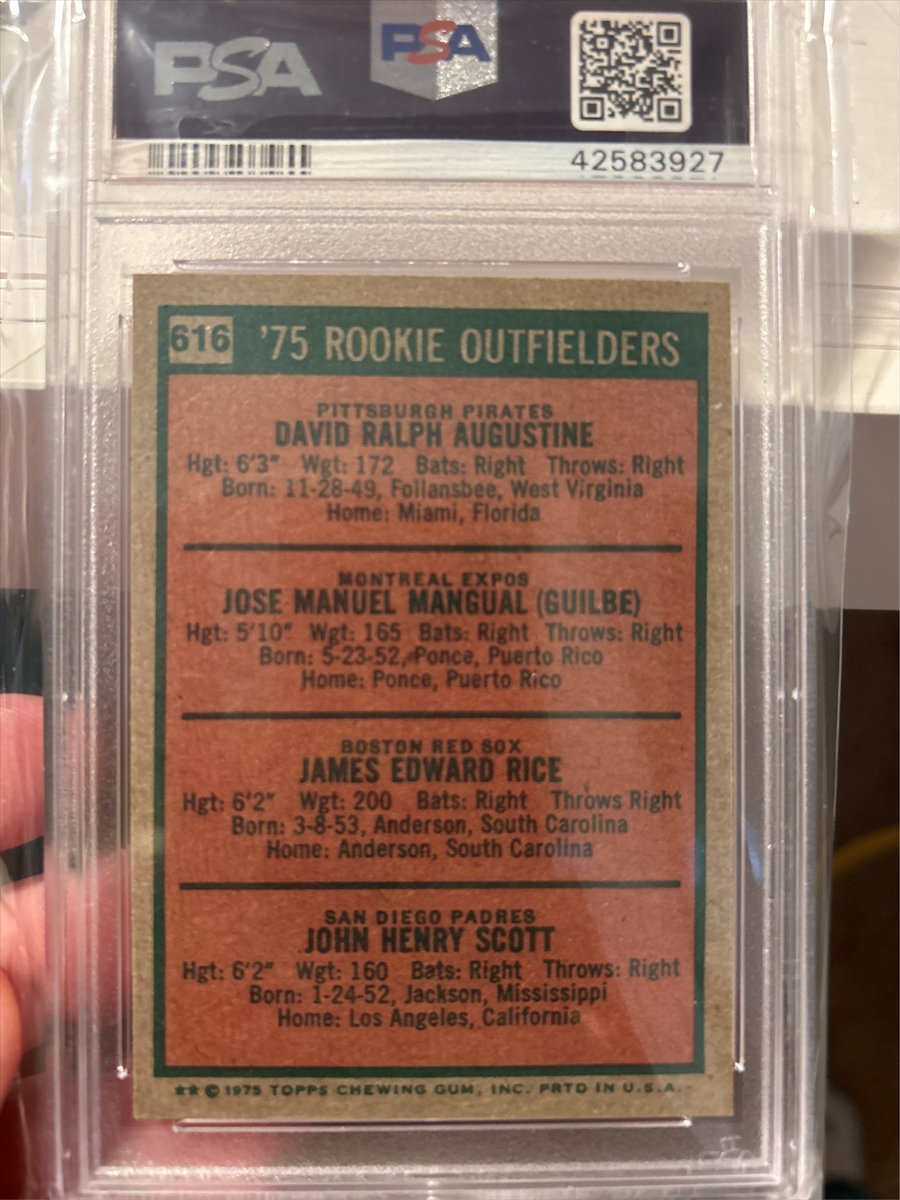 PSA PSA
42583927
616 '75 ROOKIE OUTFIELDERS
PITTSBURGH PIRATES
DAVID RALPH AUGUSTINE
Hgt: 6'3" Wgt: 172 Bats: Right Throws: Right
Born: 11-28-49, Follansbee, West Virginia
Home: Miami, Florida
MONTREAL EXPOS
JOSE MANUEL MANGUAL (GUILBE)
Hgt: 5'10" Wgt: 165 Bats: Right Throws: Right
Born: 5-23-52, Ponce, Puerto Rico
Home: Ponce, Puerto Rico
BOSTON RED SOX
JAMES EDWARD RICE
Hgt: 6'2" Wgt: 200 Bats: Right Throws Right
Born: 3-8-53, Anderson, South Carolina
Home: Anderson, South Carolina
SAN DIEGO PADRES
JOHN HENRY SCOTT
Hgt: 6'2" Wgt: 160 Bats: Right Throws: Right
Born: 1-24-52, Jackson, Mississippi
Home: Los Angeles, California
** © 1975 TOPPS CHEWING GUM, INC. PRTD IN U.S.A.